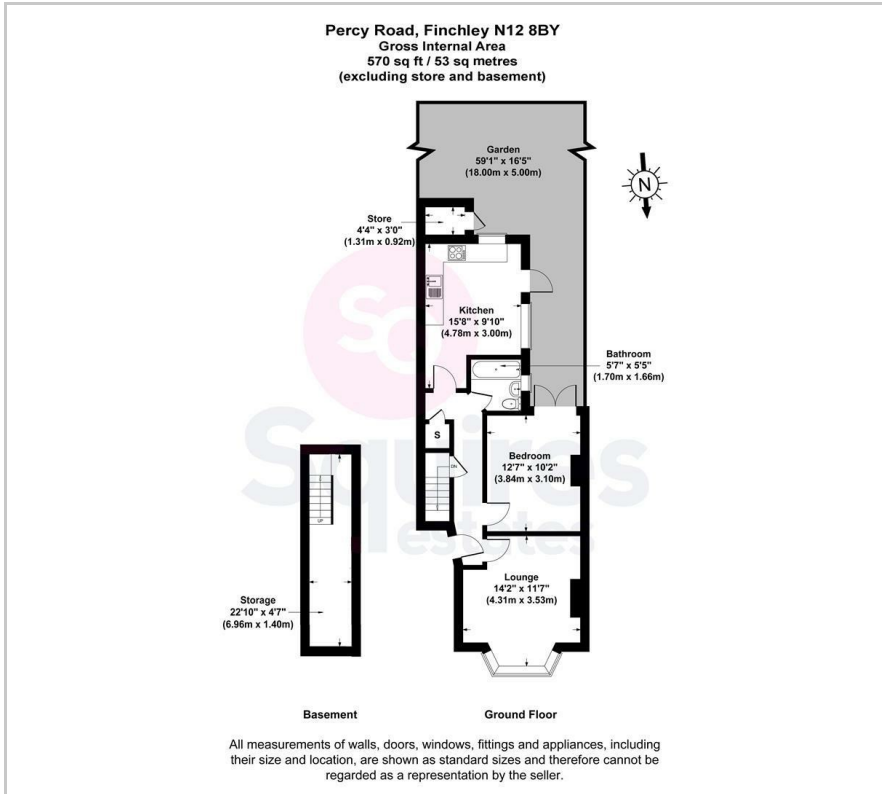 Percy Road, Finchley N12 8BY
Gross Internal Area
570 sq ft / 53 sq metres
(excluding store and basement)
Garden
59'1" x 16'5"
(18.00m x 5.00m)
N
Store
4'4" x 3'0"
(1.31m x 0.92m)
Kitchen
15'8" x 9'10"
(4.78m x 3.00m)
Bathroom
5'7" x 5'5"
(1.70m x 1.66m)
S
DN
Bedroom
12'7" x 10'2"
(3.84m x 3.10m)
Lounge
14'2" x 11'7"
(4.31m x 3.53m)
UP
Storage
22'10" x 4'7"
(6.96m x 1.40m)
SQ
Squires
estates
Basement
Ground Floor
All measurements of walls, doors, windows, fittings and appliances, including
their size and location, are shown as standard sizes and therefore cannot be
regarded as a representation by the seller.